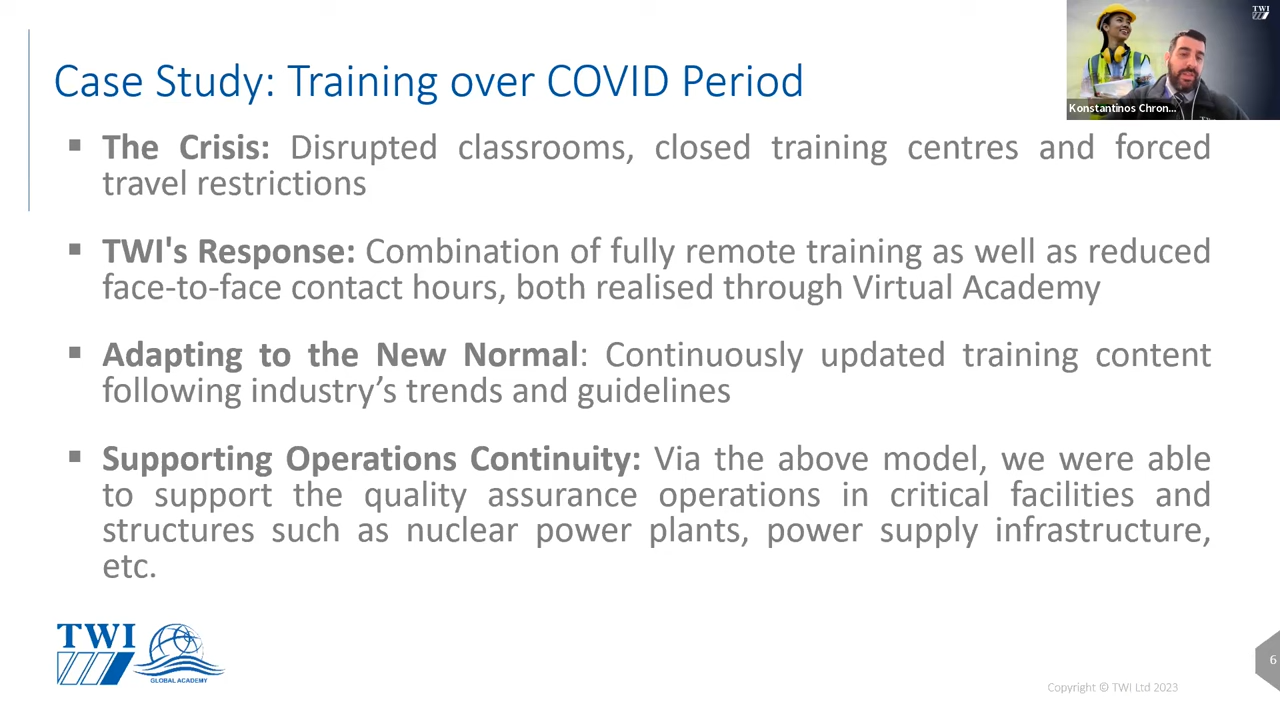 TWI
Konstantinos Chron...
Case Study: Training over COVID Period
▪ The Crisis: Disrupted classrooms, closed training centres and forced
travel restrictions
▪ TWI's Response: Combination of fully remote training as well as reduced
face-to-face contact hours, both realised through Virtual Academy
▪ Adapting to the New Normal: Continuously updated training content
following industry’s trends and guidelines
▪ Supporting Operations Continuity: Via the above model, we were able
to support the quality assurance operations in critical facilities and
structures such as nuclear power plants, power supply infrastructure,
etc.
TWI
GLOBAL ACADEMY
6
Copyright © TWI Ltd 2023